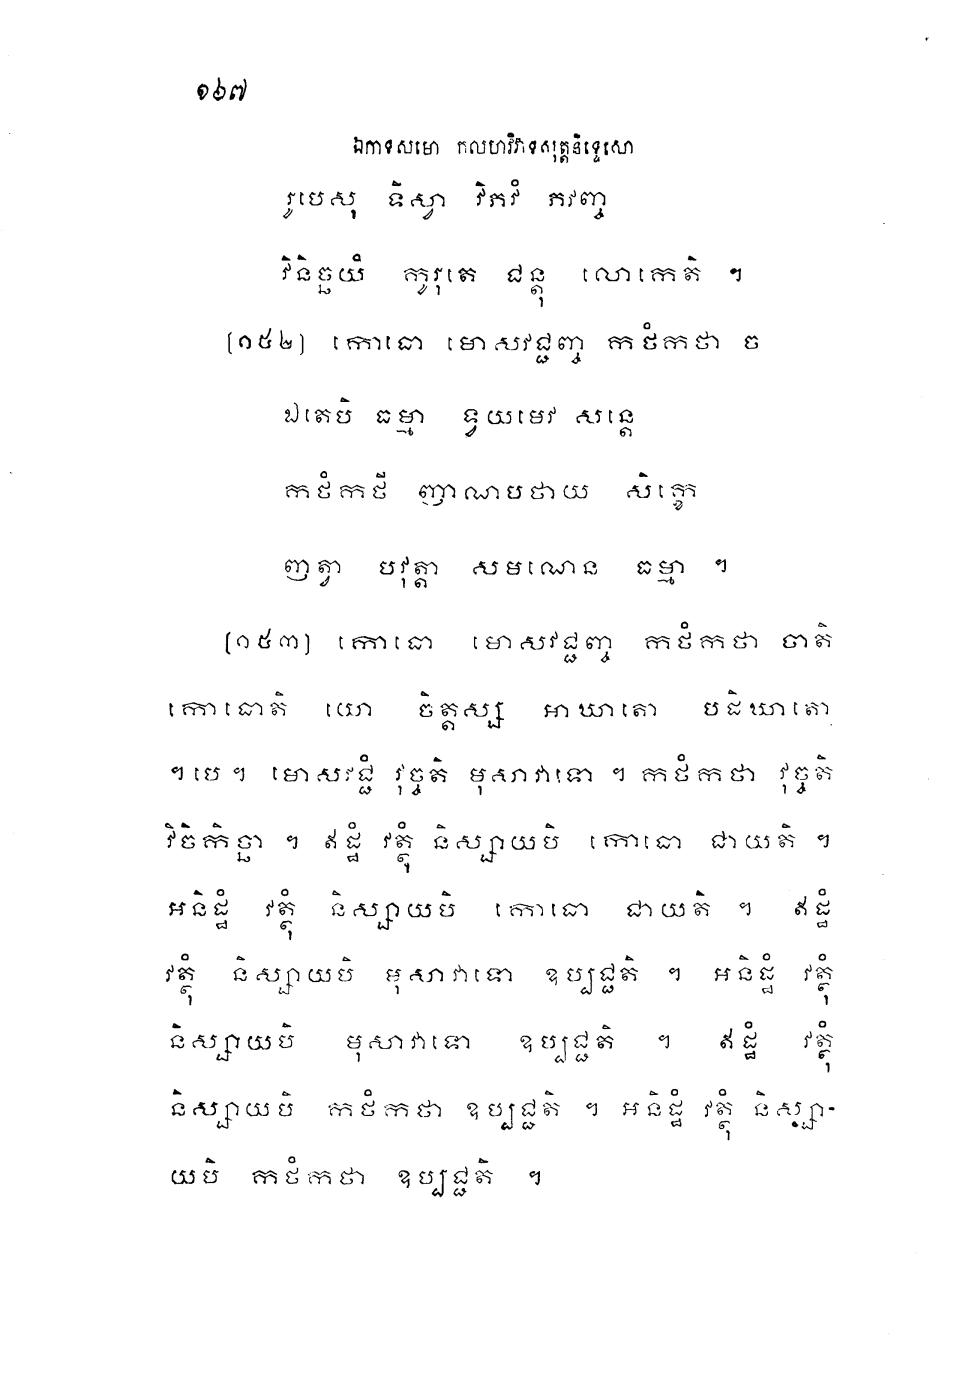 ១៦៧
ឯកាទសមោ កលហវិវាទសុត្តនិទ្ទេសោ
រូបេសុ ទិស្វា វិភវំ ភវញ្ច
វិនិច្ឆយំ កូរុតេ ជន្តុ លោកេតិ ។
[១៥២] កោធោ មោសវជ្ជញ្ច កថំកថា ច
ឯតេបិ ធម្មា ទ្វយមេវ សន្តេ
កថំកថី ញាណបថាយ សិក្ខេ
ញត្វា បវុត្តា សមណេន ធម្មា ។
[១៥៣] កោធោ មោសវជ្ជញ្ច កថំកថា ចាតិ
កោធោតិ យោ ចិត្តស្ស អាឃាតោ បដិឃាតោ
។ បេ ។ មោសវជ្ជំ វុច្ចតិ មុសាវាទោ ។ កថំកថា វុច្ចតិ
វិចិកិច្ឆា ។ ឥដ្ឋំ វត្ថុំ និស្សាយបិ កោធោ ជាយតិ ។
អនិដ្ឋំ វត្ថុំ និស្សាយបិ កោធោ ជាយតិ ។ ឥដ្ឋំ
វត្ថុំ និស្សាយបិ មុសាវាទោ ឧប្បជ្ជតិ ។ អនិដ្ឋំ វត្ថុំ
និស្សាយបិ មុសាវាទោ ឧប្បជ្ជតិ ។ ឥដ្ឋំ វត្ថុំ
និស្សាយបិ កថំកថា ឧប្បជ្ជតិ ។ អនិដ្ឋំ វត្ថុំ និស្សា-
យបិ កថំកថា ឧប្បជ្ជតិ ។